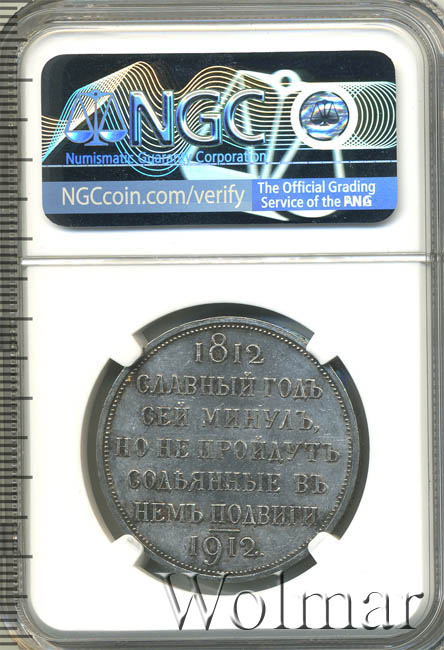 NGC
Numismatic Guaranty Corporation
NGCcoin.com/verify
The Official Grading
Service of the PNG
1812
СЛАВНЫЙ ГОДЪ
СЕЙ МИНУЛЪ,
НО НЕ ПРОЙДУТЪ
СОДѢЯННЫЕ ВЪ
НЕМЪ ПОДВИГИ
1912.
Wolmar